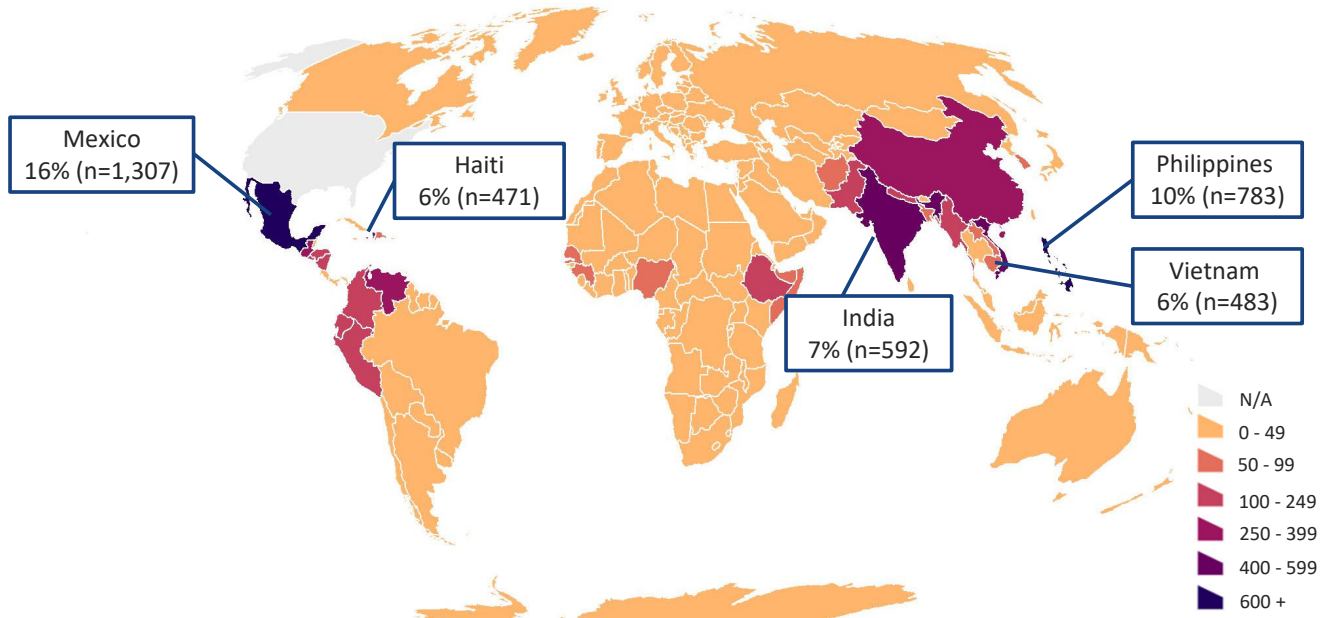 Mexico
16% (n=1,307)
Haiti
6% (n=471)
Philippines
10% (n=783)
Vietnam
6% (n=483)
India
7% (n=592)
N/A
0 - 49
50 - 99
100 - 249
250 - 399
400 - 599
600 +